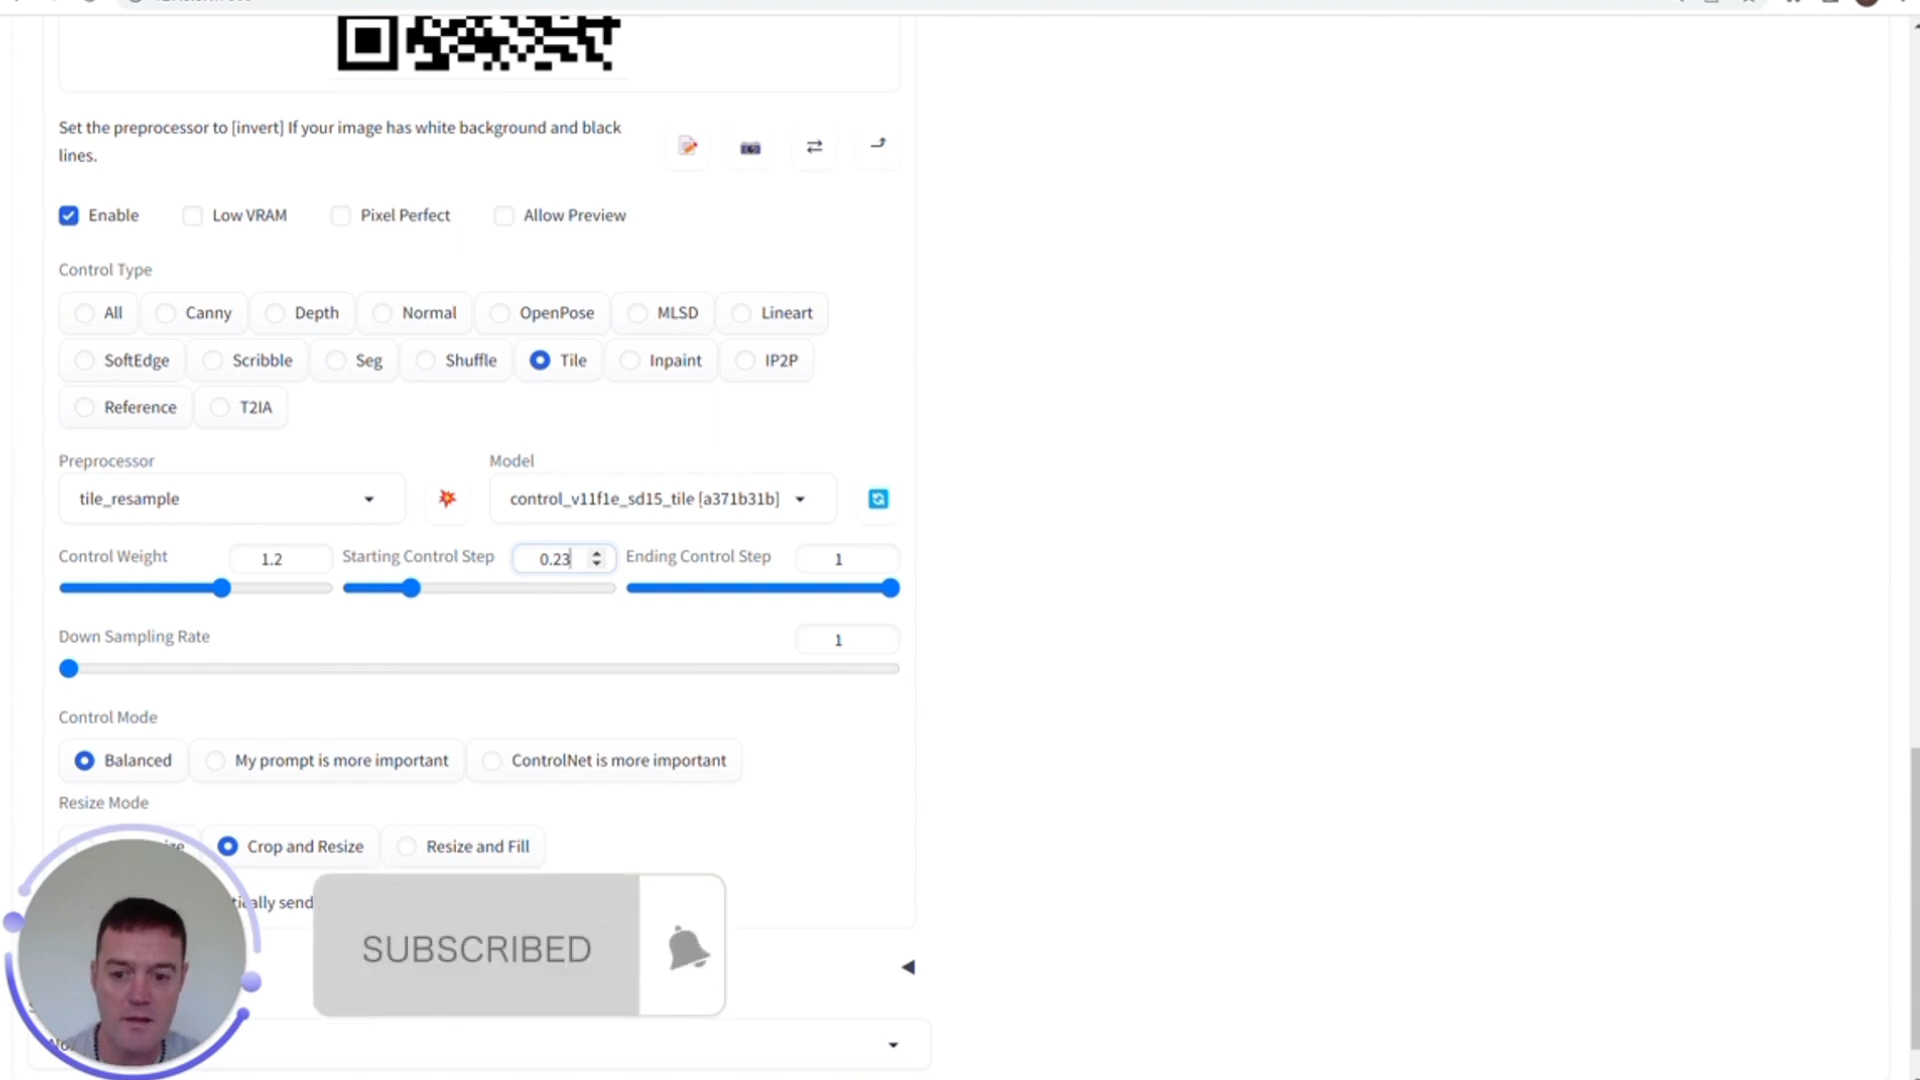 Set the preprocessor to [invert] If your image has white background and black
lines.
Enable Low VRAM Pixel Perfect Allow Preview
Control Type
All Canny Depth Normal OpenPose MLSD Lineart
SoftEdge Scribble Seg Shuffle Tile Inpaint IP2P
Reference T2IA
Preprocessor Model
tile_resample control_v11f1e_sd15_tile [a371b31b]
Control Weight 1.2 Starting Control Step 0.23 Ending Control Step 1
Down Sampling Rate 1
Control Mode
Balanced My prompt is more important ControlNet is more important
Resize Mode
Crop and Resize Resize and Fill
send
SUBSCRIBED